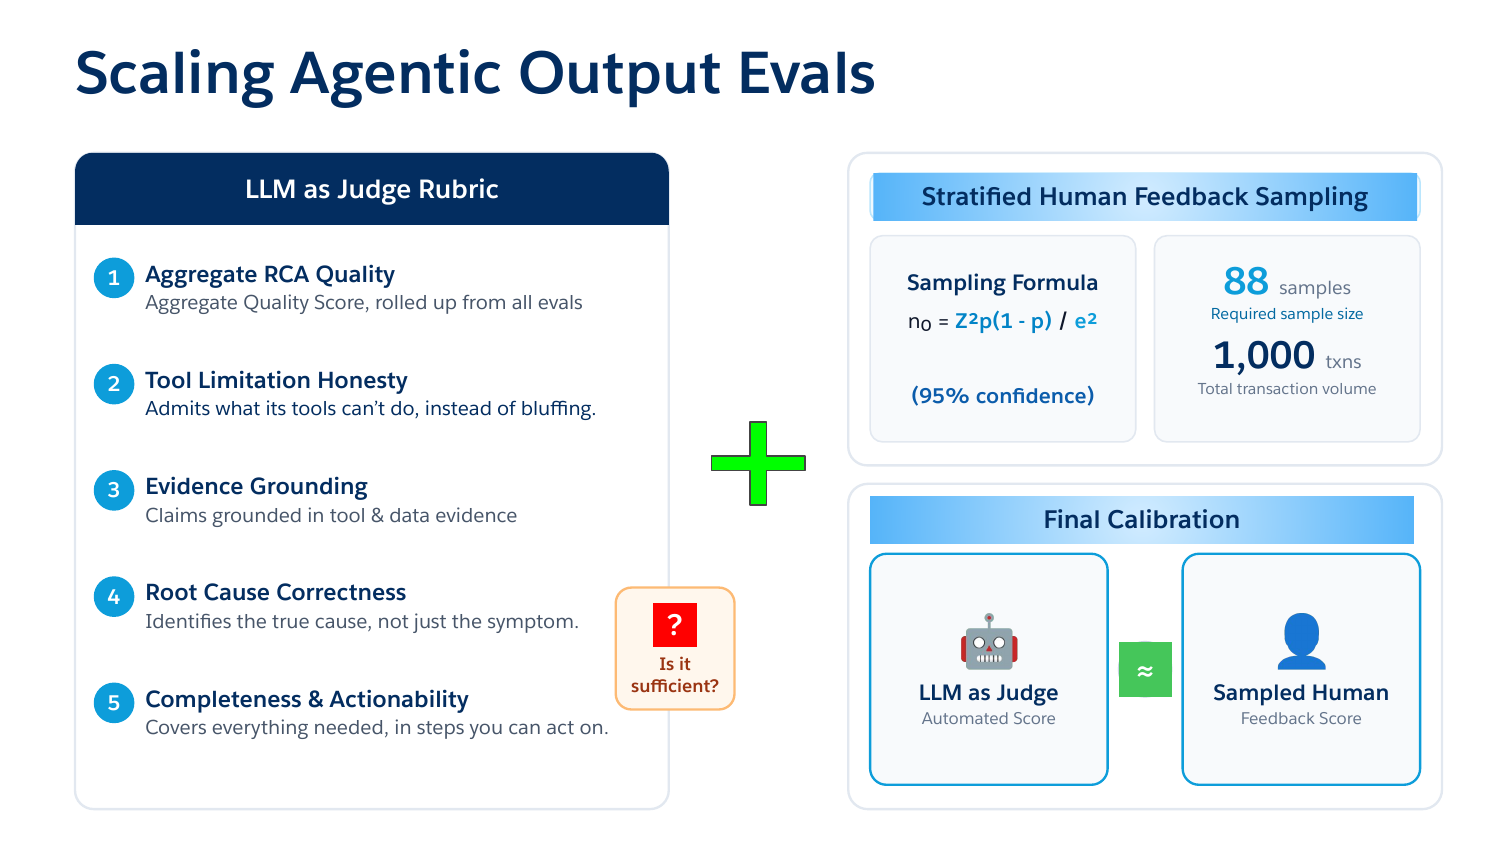 Scaling Agentic Output Evals
LLM as Judge Rubric
1
Aggregate RCA Quality
Aggregate Quality Score, rolled up from all evals
2
Tool Limitation Honesty
Admits what its tools can’t do, instead of bluffing.
3
Evidence Grounding
Claims grounded in tool & data evidence
4
Root Cause Correctness
Identifies the true cause, not just the symptom.
5
Completeness & Actionability
Covers everything needed, in steps you can act on.
?
Is it
sufficient?
Stratified Human Feedback Sampling
Sampling Formula
n₀ = Z²p(1 - p) / e²
(95% confidence)
88 samples
Required sample size
1,000 txns
Total transaction volume
Final Calibration
LLM as Judge
Automated Score
≈
Sampled Human
Feedback Score